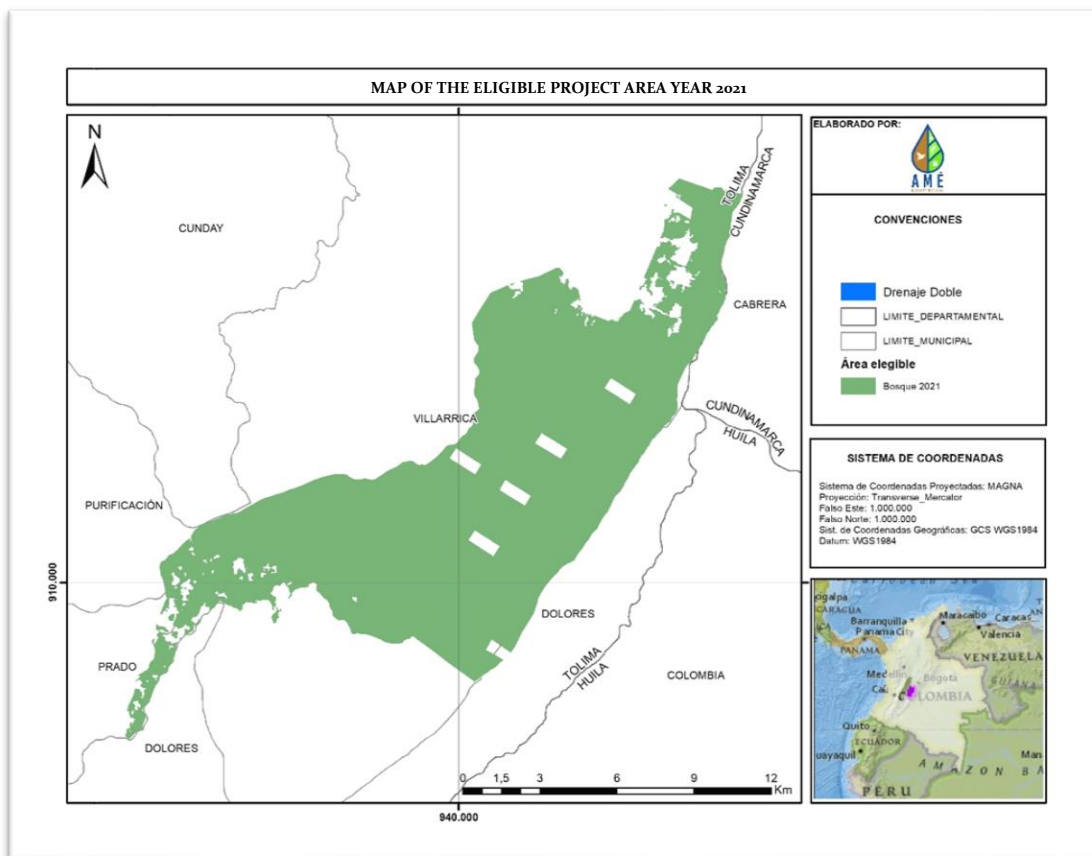 MAP OF THE ELIGIBLE PROJECT AREA YEAR 2021
N
CUNDAY
TOLIMA
CUNDINAMARCA
CABRERA
VILLARRICA
CUNDINAMARCA
HUILA
PURIFICACIÓN
910.000
DOLORES
PRADO
TOLIMA
HUILA
COLOMBIA
DOLORES
0 1,5 3 6 9 12
Km
940.000
ELABORADO POR:
AMÉ
CONVENCIONES
Drenaje Doble
LIMITE_DEPARTAMENTAL
LIMITE_MUNICIPAL
Área elegible
Bosque 2021
SISTEMA DE COORDENADAS
Sistema de Coordenadas Proyectadas: MAGNA
Proyección: Transverse_Mercator
Falso Este: 1.000.000
Falso Norte: 1.000.000
Sist. de Coordenadas Geográficas: GCS WGS1984
Datum: WGS1984
Barranquilla
Maracaibo
Caracas
Panama City
Valencia
PANAMA
VENEZUELA
Bogotá
COLOMBIA
Quito
ECUADOR
AMAZON
PERU